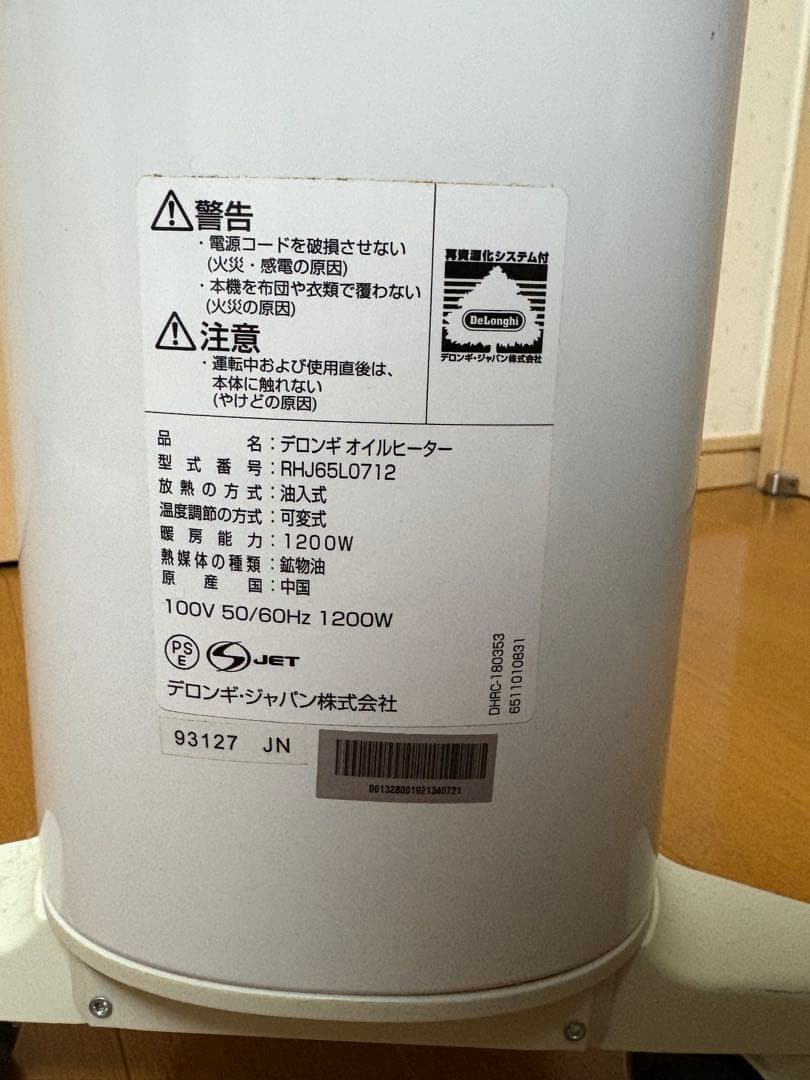 警告
・電源コードを破損させない
(火災・感電の原因)
・本機を布団や衣類で覆わない
(火災の原因)
注意
・運転中および使用直後は、
本体に触れない
(やけどの原因)
再資源化システム付
DeLonghi
デロンギ・ジャパン株式会社
品名：デロンギ オイルヒーター
型式番号：RHJ65L0712
放熱の方式：油入式
温度調節の方式：可変式
暖房能力：1200W
熱媒体の種類：鉱物油
原産国：中国
100V 50/60Hz 1200W
PS
E
JET
デロンギ・ジャパン株式会社
DHRC-180353
6511010831
93127 JN
D01328001921340721